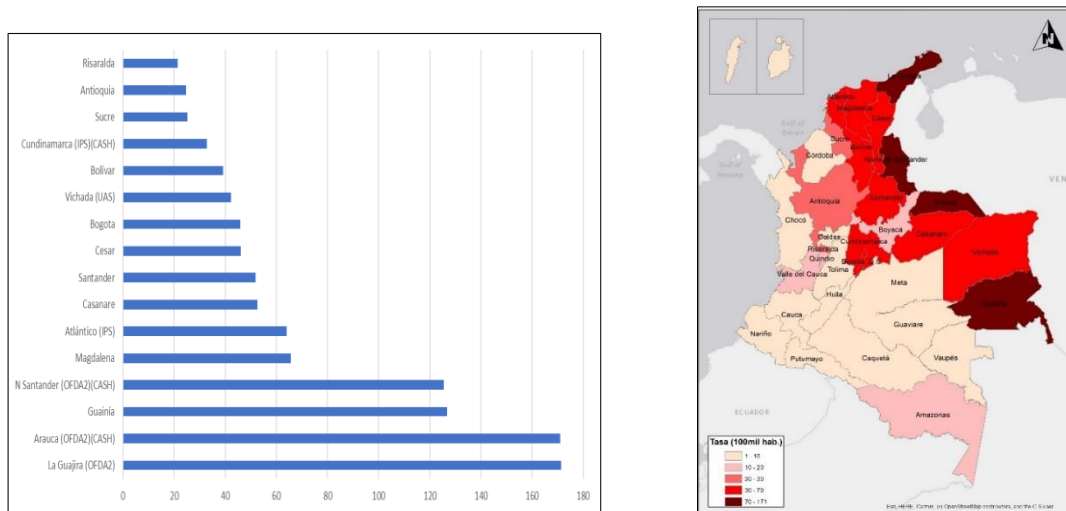 Risaralda
Antioquia
Sucre
Cundinamarca (IPS)(CASH)
Bolívar
Vichada (UAS)
Bogota
Cesar
Santander
Casanare
Atlántico (IPS)
Magdalena
N Santander (OFDA2)(CASH)
Guainía
Arauca (OFDA2)(CASH)
La Guajira (OFDA2)
0 20 40 60 80 100 120 140 160 180
N
Atlántico
Magdalena
Cesar
Sucre
Córdoba
Bolívar
Norte de Santander
VEN
Antioquia
Santander
Arauca
Chocó
Boyacá
Casanare
Caldas
Cundinamarca
Vichada
Risaralda
Quindío
Tolima
Valle del Cauca
Meta
Huila
Cauca
Guaviare
Nariño
Putumayo
Caquetá
Vaupés
ECUADOR
Amazonas
Tasa (100mil hab.)
10 - 20
20 - 30
30 - 70
70 - 171